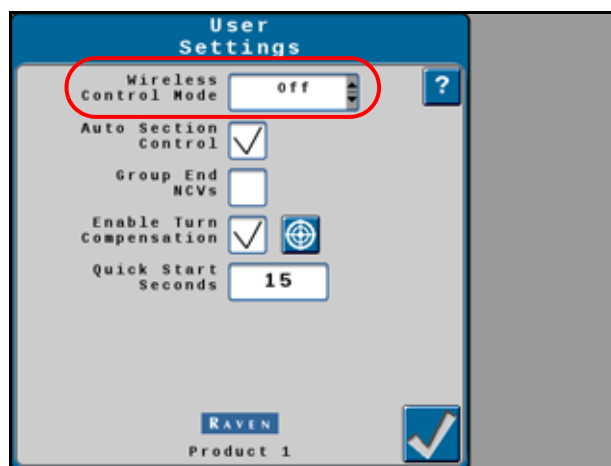 User
Settings
Wireless
Control Mode
Off
?
Auto Section
Control
Group End
NCVs
Enable Turn
Compensation
Quick Start
Seconds
15
RAVEN
Product 1